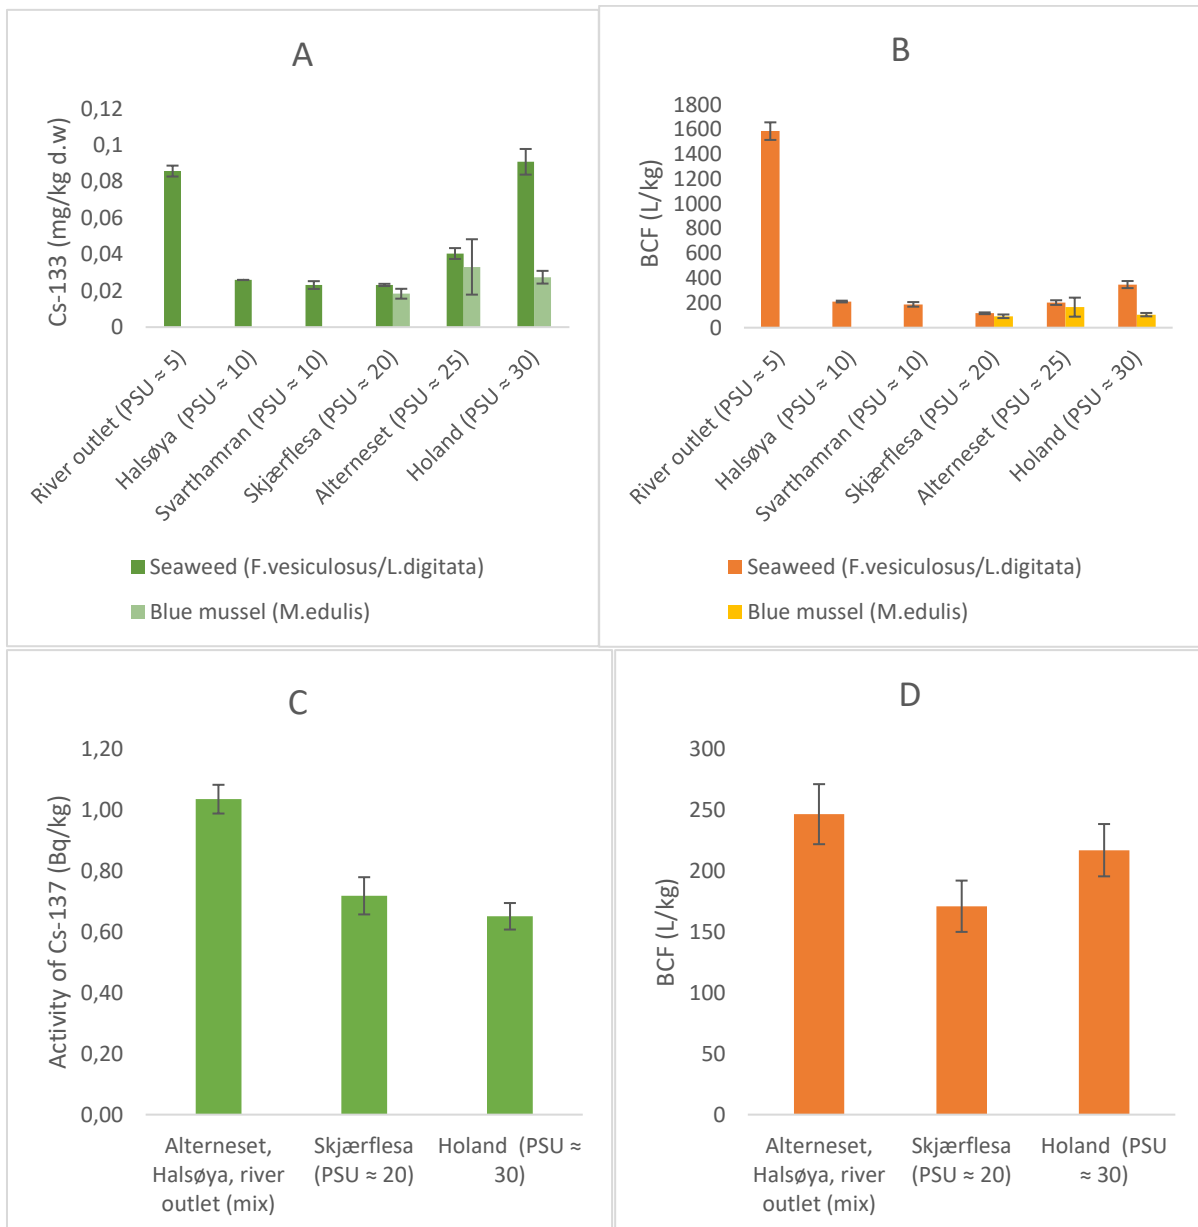 A
Cs-133 (mg/kg d.w)
0,12
0,1
0,08
0,06
0,04
0,02
0
River outlet (PSU ≈ 5)
Halsøya (PSU ≈ 10)
Svarthamran (PSU ≈ 10)
Skjærflesa (PSU ≈ 20)
Alterneset (PSU ≈ 25)
Holand (PSU ≈ 30)
Seaweed (F.vesiculosus/L.digitata)
Blue mussel (M.edulis)
B
BCF (L/kg)
1800
1600
1400
1200
1000
800
600
400
200
0
River outlet (PSU ≈ 5)
Halsøya (PSU ≈ 10)
Svarthamran (PSU ≈ 10)
Skjærflesa (PSU ≈ 20)
Alterneset (PSU ≈ 25)
Holand (PSU ≈ 30)
Seaweed (F.vesiculosus/L.digitata)
Blue mussel (M.edulis)
C
Activity of Cs-137 (Bq/kg)
1,20
1,00
0,80
0,60
0,40
0,20
0,00
Alterneset,
Halsøya, river
outlet (mix)
Skjærflesa
(PSU ≈ 20)
Holand (PSU ≈
30)
D
BCF (L/kg)
300
250
200
150
100
50
0
Alterneset,
Halsøya, river
outlet (mix)
Skjærflesa
(PSU ≈ 20)
Holand (PSU
≈ 30)